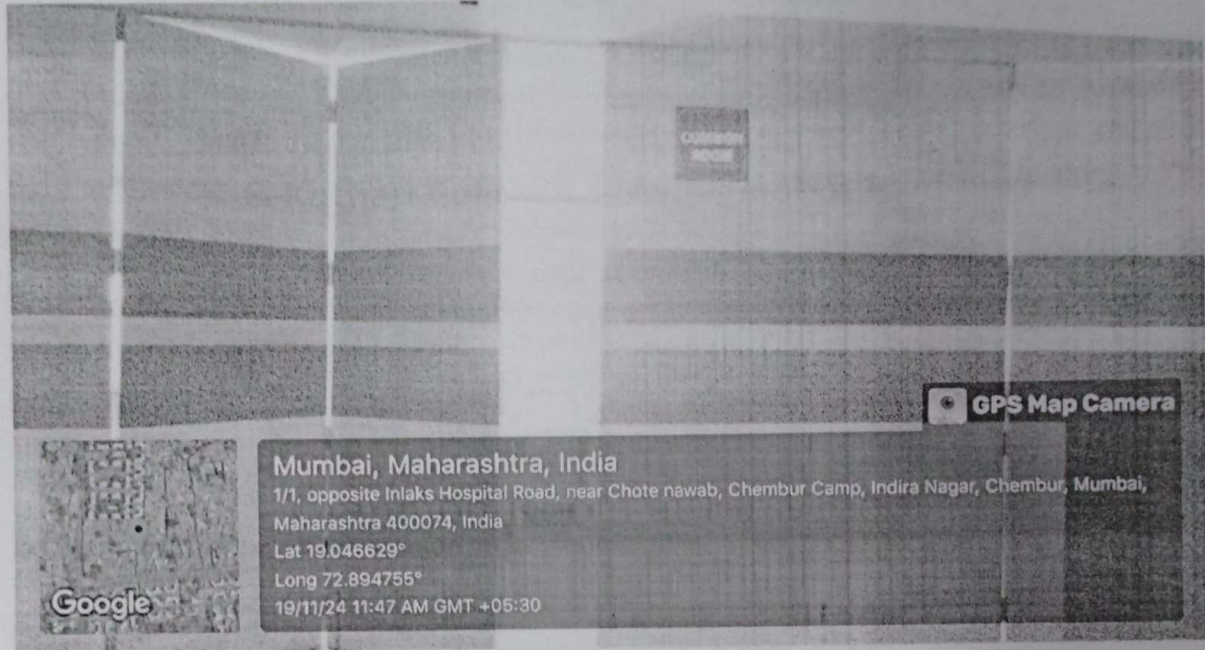 COMMON
ROOM
GPS Map Camera
Mumbai, Maharashtra, India
1/1, opposite Inlaks Hospital Road, near Chote nawab, Chembur Camp, Indira Nagar, Chembur, Mumbai,
Maharashtra 400074, India
Lat 19.046629°
Long 72.894755°
19/11/24 11:47 AM GMT +05:30
Google